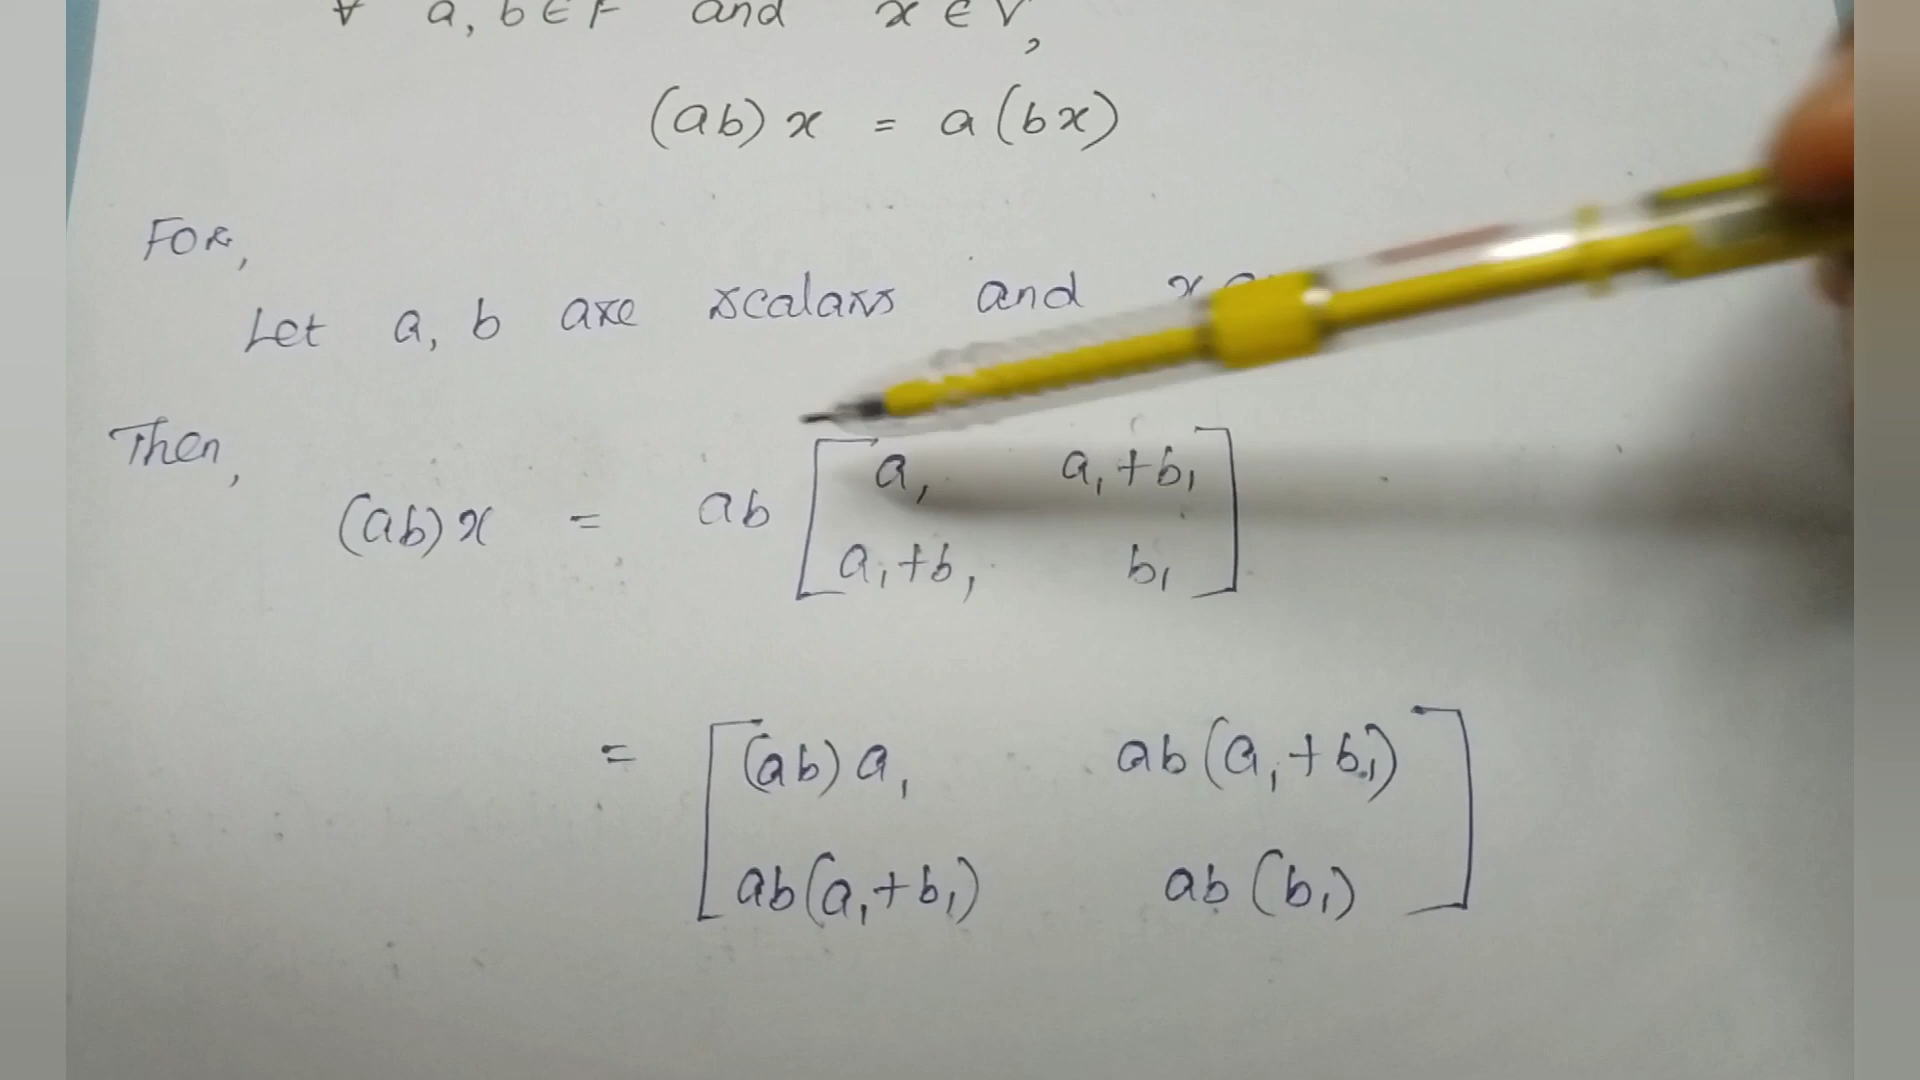 ∀ a, b ∈ F and x ∈ V,
(ab) x = a (bx)
For,
Let a, b are scalars and x
Then,
(ab) x = ab [ a₁ a₁+b₁
a₁+b₁ b₁ ]
= [ (ab) a₁ ab (a₁+b₁)
ab (a₁+b₁) ab (b₁) ]